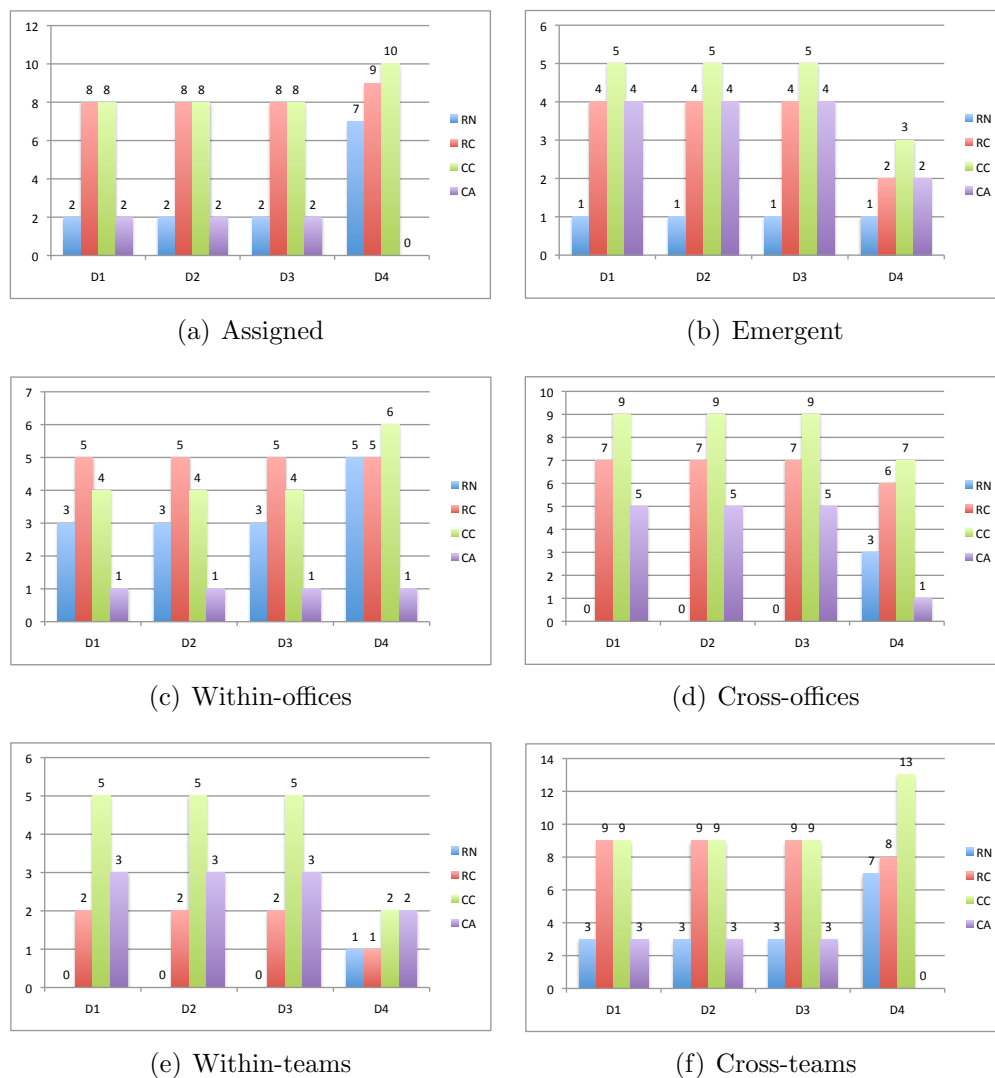 12
10
8
6
4
2
0
2 8 8 2
2 8 8 2
2 8 8 2
7 9 10 0
D1 D2 D3 D4
RN
RC
CC
CA
(a) Assigned
6
5
4
3
2
1
0
1 4 5 4
1 4 5 4
1 4 5 4
1 2 3 2
D1 D2 D3 D4
RN
RC
CC
CA
(b) Emergent
7
6
5
4
3
2
1
0
3 5 4 1
3 5 4 1
3 5 4 1
5 5 6 1
D1 D2 D3 D4
RN
RC
CC
CA
(c) Within-offices
10
9
8
7
6
5
4
3
2
1
0
0 7 9 5
0 7 9 5
0 7 9 5
3 6 7 1
D1 D2 D3 D4
RN
RC
CC
CA
(d) Cross-offices
6
5
4
3
2
1
0
0 2 5 3
0 2 5 3
0 2 5 3
1 1 2 2
D1 D2 D3 D4
RN
RC
CC
CA
(e) Within-teams
14
12
10
8
6
4
2
0
3 9 9 3
3 9 9 3
3 9 9 3
7 8 13 0
D1 D2 D3 D4
RN
RC
CC
CA
(f) Cross-teams